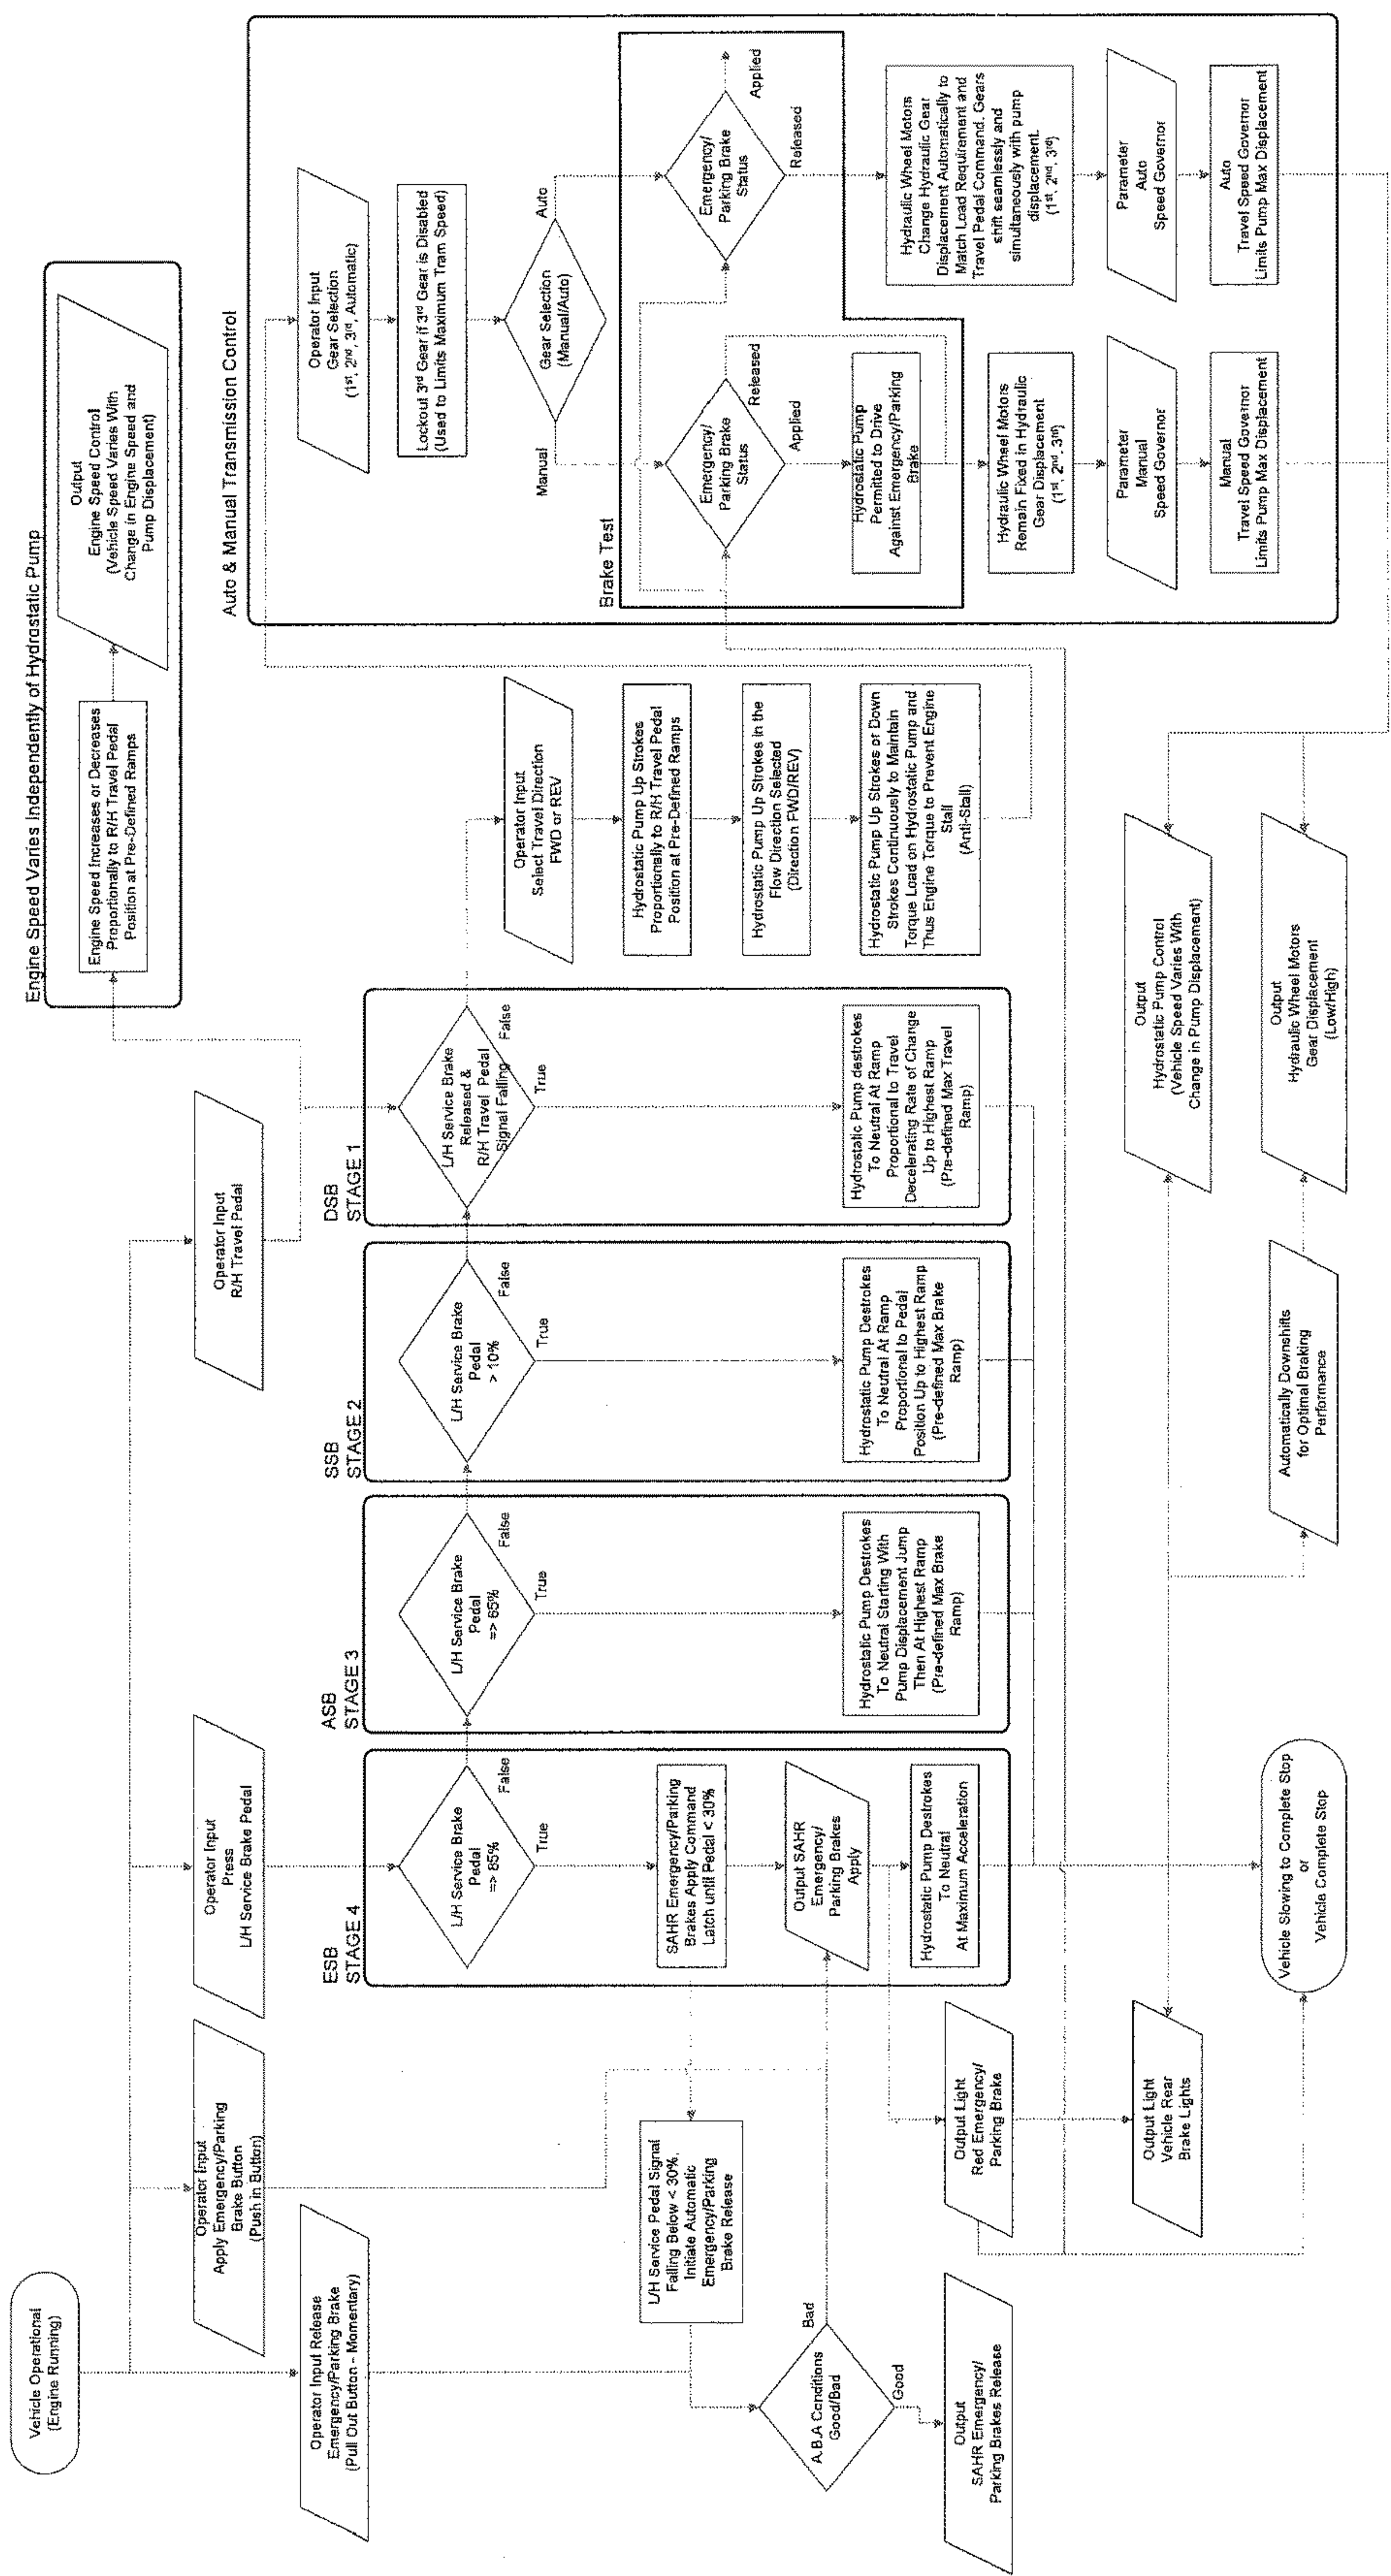 Vehicle Operational
(Engine Running)
Operator Input Release
Emergency/Parking Brake
(Pull Out Button - Momentary)
Operator Input
Apply Emergency/Parking
Brake Button
(Push in Button)
Operator Input
Press
L/H Service Brake Pedal
Operator Input
R/H Travel Pedal
Engine Speed Varies Independently of Hydrostatic Pump
Engine Speed Increases or Decreases
Proportionally to R/H Travel Pedal
Position at Pre-Defined Ramps
Output
Engine Speed Control
(Vehicle Speed Varies With
Change in Engine Speed and
Pump Displacement)
L/H Service Pedal Signal
Falling Below < 30%,
Initiate Automatic
Emergency/Parking
Brake Release
A.B.A Conditions
Good/Bad
Bad
Good
Output
SAHR Emergency/
Parking Brakes Release
ESB
STAGE 4
L/H Service Brake
Pedal
=> 85%
False
True
SAHR Emergency/Parking
Brakes Apply Command
Latch until Pedal < 30%
Output SAHR
Emergency/
Parking Brakes
Apply
Hydrostatic Pump Destrokes
To Neutral
At Maximum Acceleration
Output Light
Red Emergency/
Parking Brake
Output Light
Vehicle Rear
Brake Lights
Vehicle Slowing to Complete Stop
or
Vehicle Complete Stop
ASB
STAGE 3
L/H Service Brake
Pedal
=> 65%
False
True
Hydrostatic Pump Destrokes
To Neutral Starting With
Pump Displacement Jump
Then At Highest Ramp
(Pre-defined Max Brake
Ramp)
SSB
STAGE 2
L/H Service Brake
Pedal
> 10%
False
True
Hydrostatic Pump Destrokes
To Neutral At Ramp
Proportional to Pedal
Position Up to Highest Ramp
(Pre-defined Max Brake
Ramp)
DSB
STAGE 1
L/H Service Brake
Released &
R/H Travel Pedal
Signal Falling
False
True
Hydrostatic Pump destrokes
To Neutral At Ramp
Proportional to Travel
Decelerating Rate of Change
Up to Highest Ramp
(Pre-defined Max Travel
Ramp)
Operator Input
Select Travel Direction
FWD or REV
Hydrostatic Pump Up Strokes
Proportionally to R/H Travel Pedal
Position at Pre-Defined Ramps
Hydrostatic Pump Up Strokes in the
Flow Direction Selected
(Direction FWD/REV)
Hydrostatic Pump Up Strokes or Down
Strokes Continuously to Maintain
Torque Load on Hydrostatic Pump and
Thus Engine Torque to Prevent Engine
Stall
(Anti-Stall)
Automatically Downshifts
for Optimal Braking
Performance
Output
Hydrostatic Pump Control
(Vehicle Speed Varies With
Change in Pump Displacement)
Output
Hydraulic Wheel Motors
Gear Displacement
(Low/High)
Auto & Manual Transmission Control
Operator Input
Gear Selection
(1st, 2nd, 3rd, Automatic)
Lockout 3rd Gear if 3rd Gear is Disabled
(Used to Limits Maximum Tram Speed)
Gear Selection
(Manual/Auto)
Manual
Auto
Brake Test
Emergency/
Parking Brake
Status
Released
Applied
Hydrostatic Pump
Permitted to Drive
Against Emergency/Parking
Brake
Emergency/
Parking Brake
Status
Applied
Released
Hydraulic Wheel Motors
Remain Fixed in Hydraulic
Gear Displacement
(1st, 2nd, 3rd)
Parameter
Manual
Speed Governor
Manual
Travel Speed Governor
Limits Pump Max Displacement
Hydraulic Wheel Motors
Change Hydraulic Gear
Displacement Automatically to
Match Load Requirement and
Travel Pedal Command. Gears
shift seamlessly and
simultaneously with pump
displacement.
(1st, 2nd, 3rd)
Parameter
Auto
Speed Governor
Auto
Travel Speed Governor
Limits Pump Max Displacement